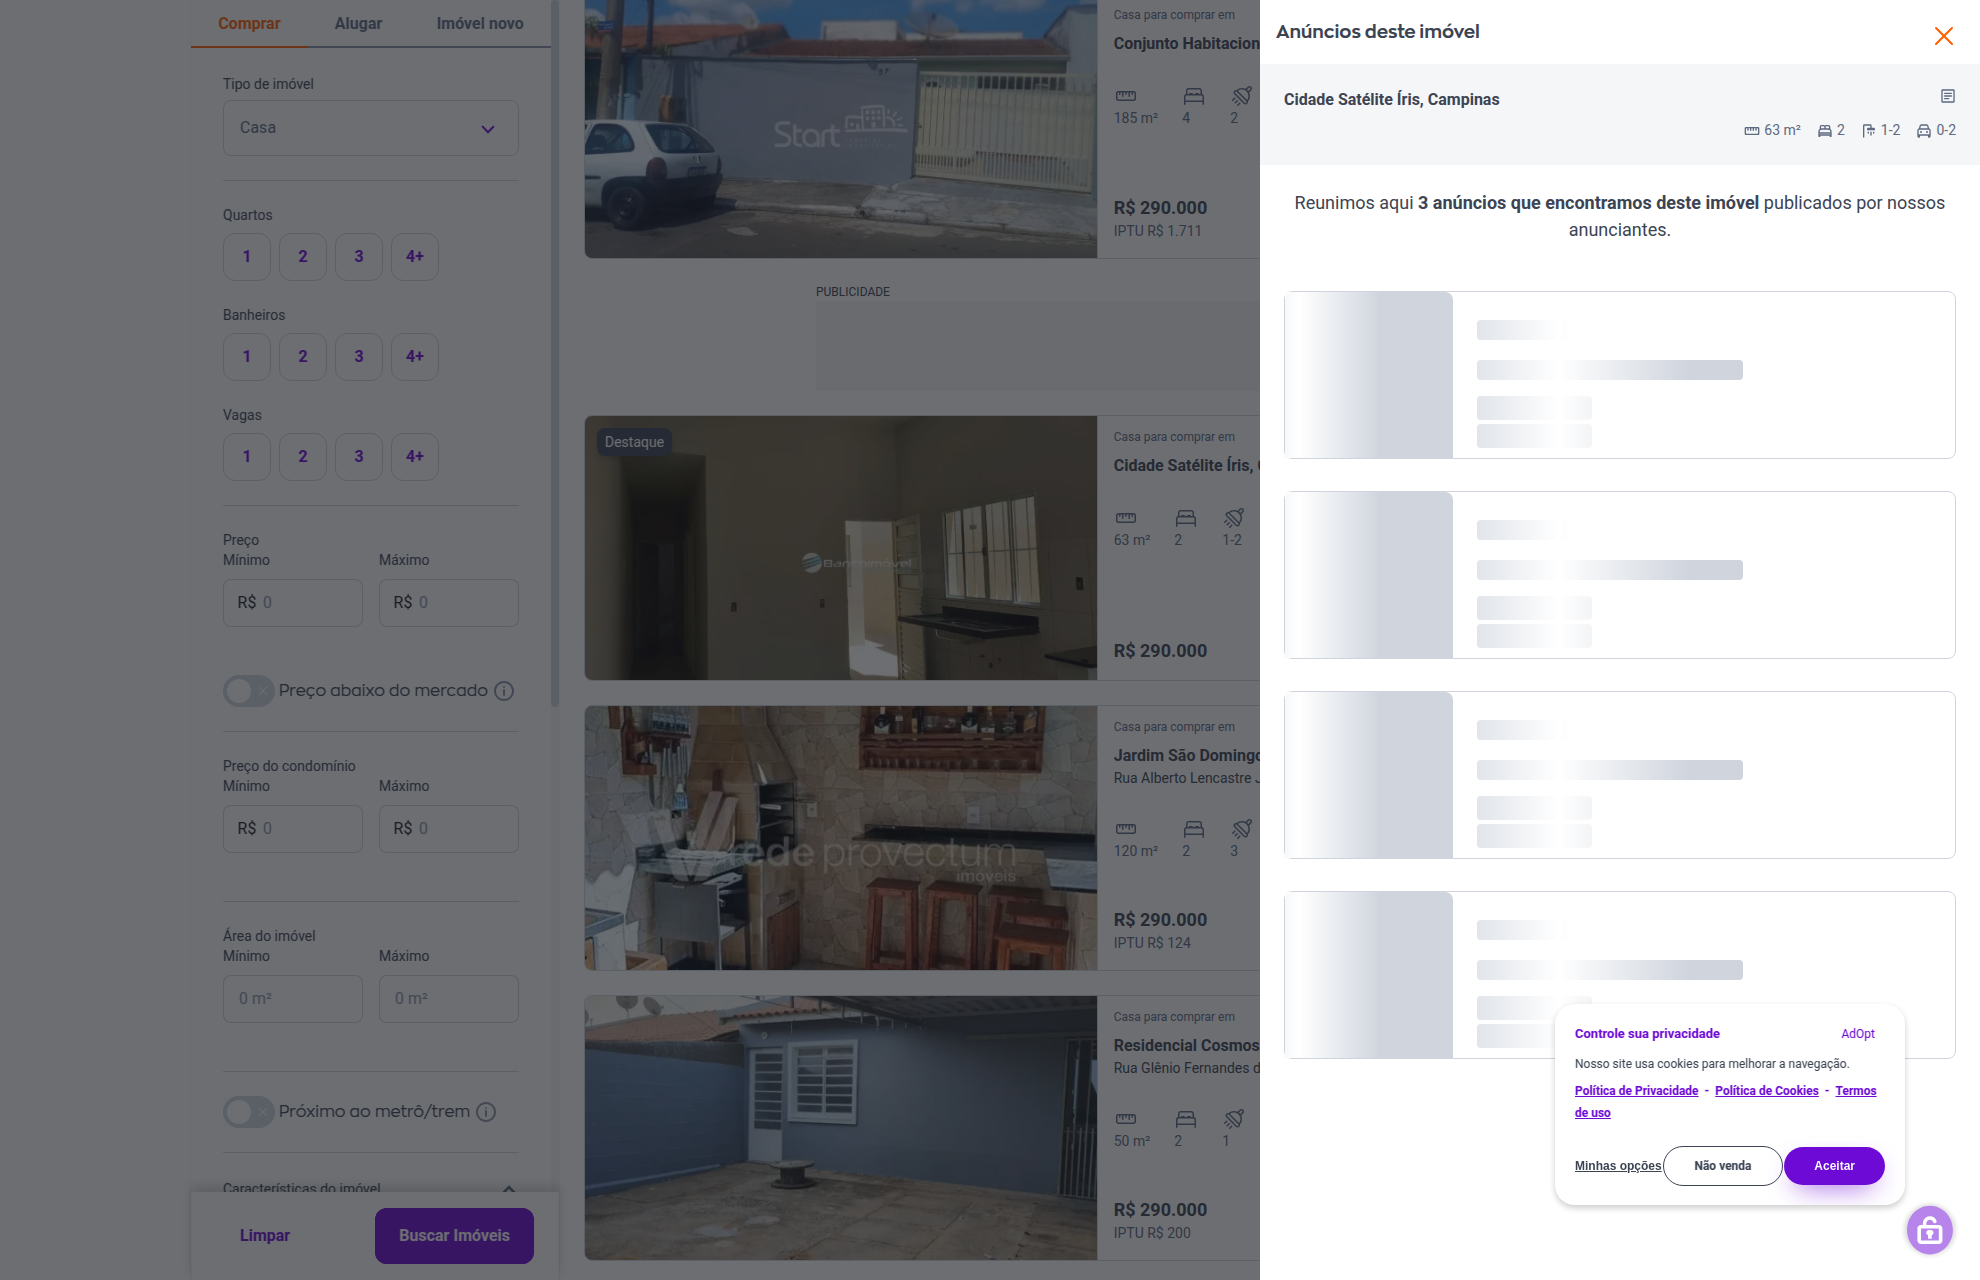 Comprar
Alugar
Imóvel novo
Tipo de imóvel
Casa
Quartos
1
2
3
4+
Banheiros
1
2
3
4+
Vagas
1
2
3
4+
Preço
Mínimo
Máximo
R$ 0
R$ 0
Preço abaixo do mercado
Preço do condomínio
Mínimo
Máximo
R$ 0
R$ 0
Área do imóvel
Mínimo
Máximo
0 m²
0 m²
Próximo ao metrô/trem
Características do imóvel
Limpar
Buscar Imóveis
Start
Casa para comprar em
Conjunto Habitacion
185 m²
4
2
R$ 290.000
IPTU R$ 1.711
PUBLICIDADE
Destaque
Bancoimóvel
Casa para comprar em
Cidade Satélite Íris,
63 m²
2
1-2
R$ 290.000
rede provectum
imóveis
Casa para comprar em
Jardim São Domingo
Rua Alberto Lencastre
120 m²
2
3
R$ 290.000
IPTU R$ 124
Casa para comprar em
Residencial Cosmos
Rua Glênio Fernandes d
50 m²
2
1
R$ 290.000
IPTU R$ 200
Anúncios deste imóvel
Cidade Satélite Íris, Campinas
63 m²
2
1-2
0-2
Reunimos aqui 3 anúncios que encontramos deste imóvel publicados por nossos
anunciantes.
Controle sua privacidade
AdOpt
Nosso site usa cookies para melhorar a navegação.
Política de Privacidade - Política de Cookies - Termos
de uso
Minhas opções
Não venda
Aceitar